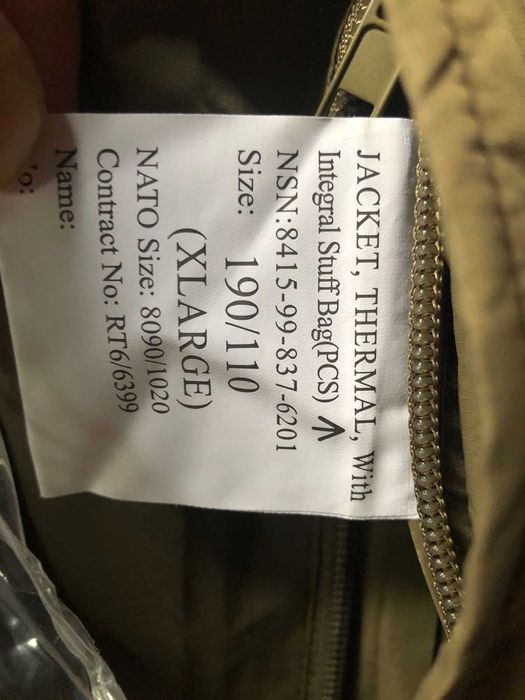 JACKET, THERMAL, With
Integral Stuff Bag(PCS)
NSN:8415-99-837-6201
Size: 190/110
(XLARGE)
NATO Size: 8090/1020
Contract No: RT6/6399
Name: